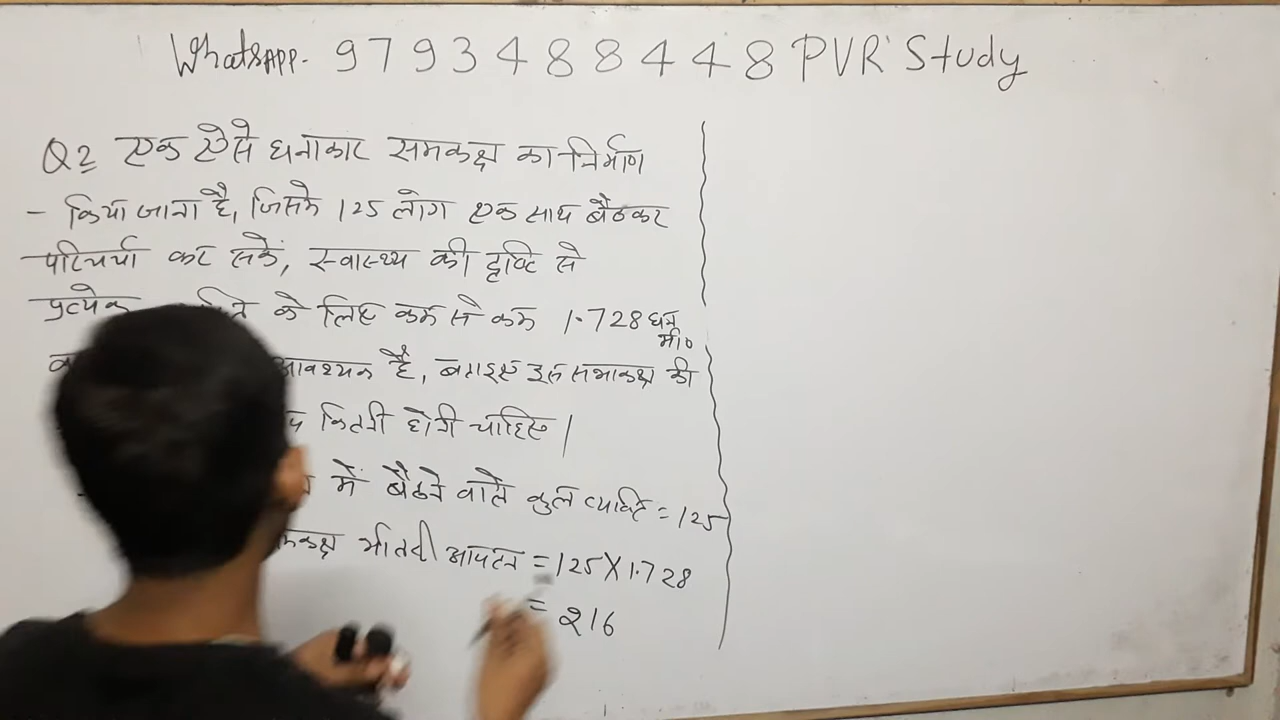 Whatsapp. 9793488448 PVR Study
Q2 एक ऐसे घनाकार समकक्ष का निर्माण
- किया जाना है, जिसमे 125 लोग एक साथ बैठकर
परिचर्चा कर सकें, स्वास्थ्य की दृष्टि से
प्रत्येक के लिए कम से कम 1.728 घन मी०
आवश्यक है, बताइए इस सभाकक्ष की
कितनी होनी चाहिए।
में बैठने वाले कुल व्यक्ति = 125
भीतरी आयतन = 125 X 1.728
= 216